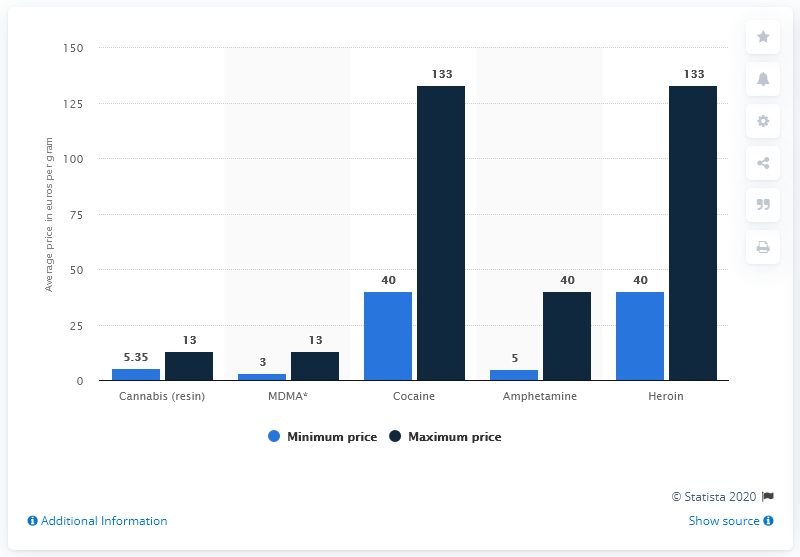 150
125
100
75
50
25
0
Average price in euros per gram
5.35
13
3
13
40
133
5
40
40
133
Cannabis (resin)
MDMA*
Cocaine
Amphetamine
Heroin
Minimum price
Maximum price
© Statista 2020
Additional Information
Show source